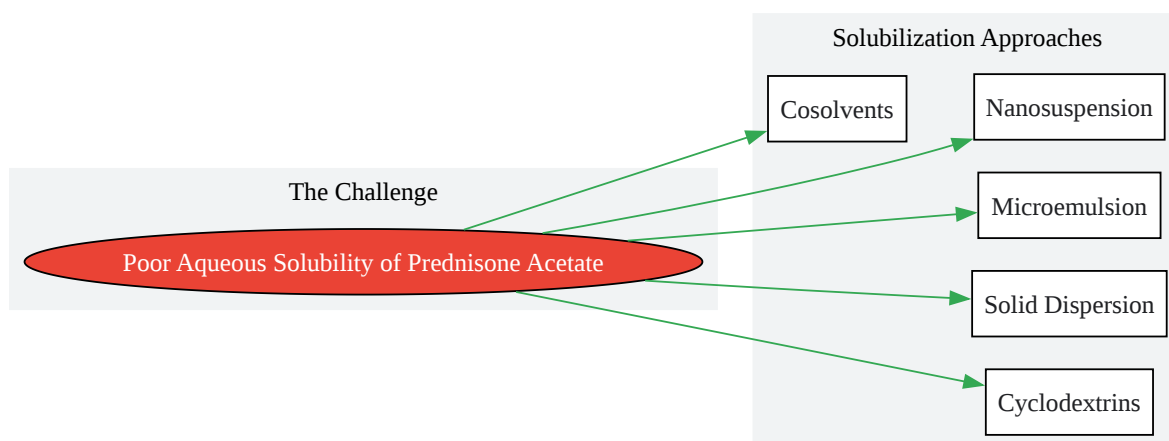 The Challenge
Poor Aqueous Solubility of Prednisone Acetate
Solubilization Approaches
Cosolvents
Nanosuspension
Microemulsion
Solid Dispersion
Cyclodextrins